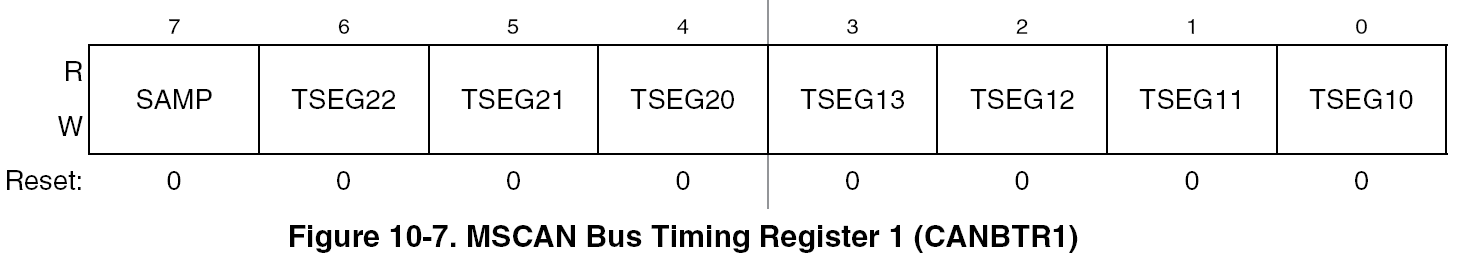 7 6 5 4 3 2 1 0
R
SAMP TSEG22 TSEG21 TSEG20 TSEG13 TSEG12 TSEG11 TSEG10
W
Reset: 0 0 0 0 0 0 0 0
Figure 10-7. MSCAN Bus Timing Register 1 (CANBTR1)